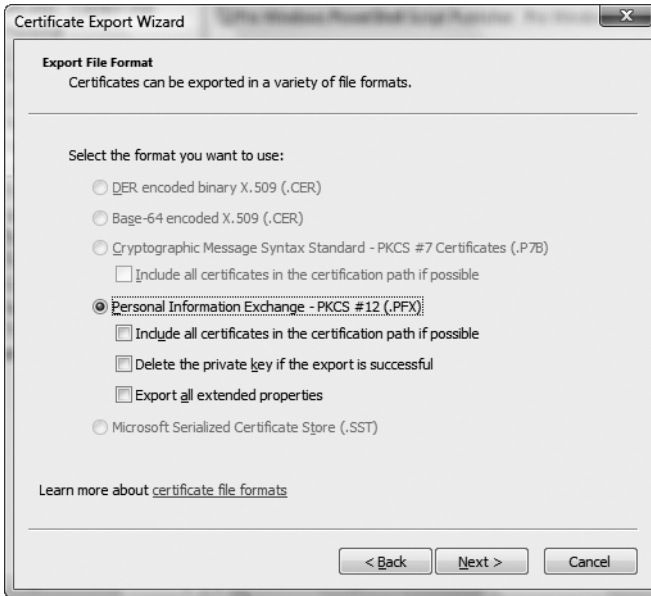 Certificate Export Wizard
Export File Format
Certificates can be exported in a variety of file formats.
Select the format you want to use:
DER encoded binary X.509 (.CER)
Base-64 encoded X.509 (.CER)
Cryptographic Message Syntax Standard - PKCS #7 Certificates (.P7B)
Include all certificates in the certification path if possible
Personal Information Exchange - PKCS #12 (.PFX)
Include all certificates in the certification path if possible
Delete the private key if the export is successful
Export all extended properties
Microsoft Serialized Certificate Store (.SST)
Learn more about certificate file formats
< Back Next > Cancel